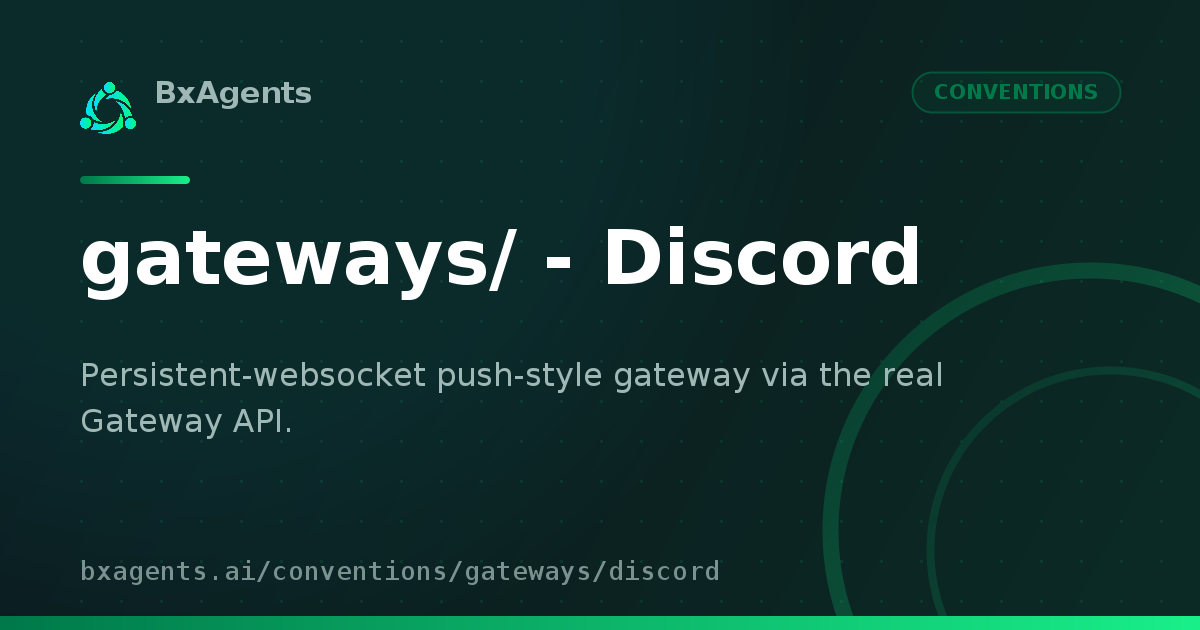 BxAgents
CONVENTIONS
gateways/ - Discord
Persistent-websocket push-style gateway via the real
Gateway API.
bxagents.ai/conventions/gateways/discord